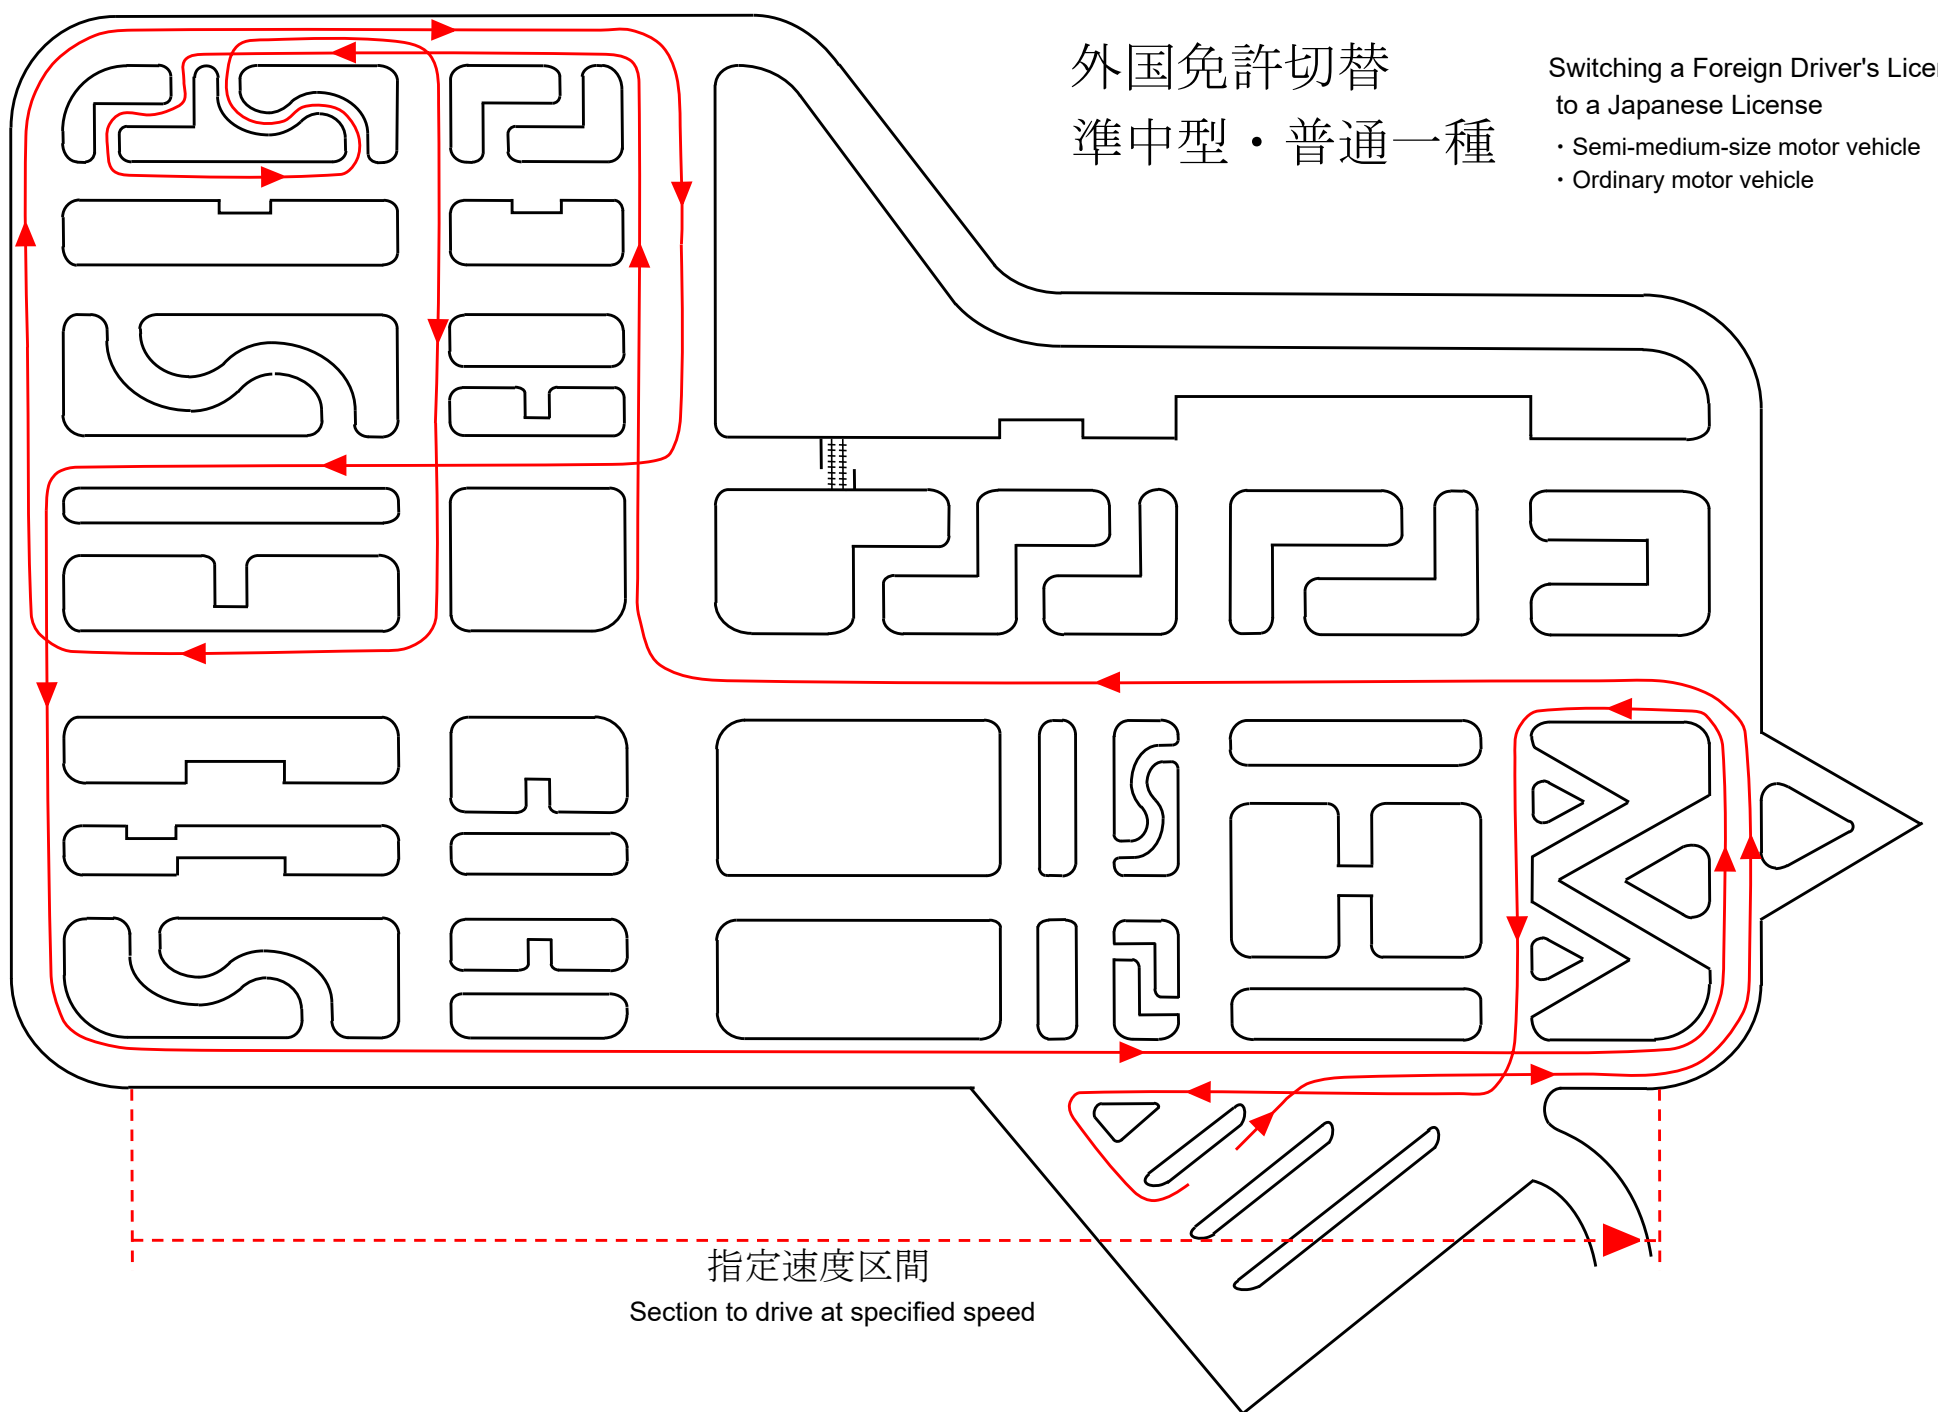 外国免許切替
準中型・普通一種
Switching a Foreign Driver's Lice
to a Japanese License
・Semi-medium-size motor vehicle
・Ordinary motor vehicle
指定速度区間
Section to drive at specified speed